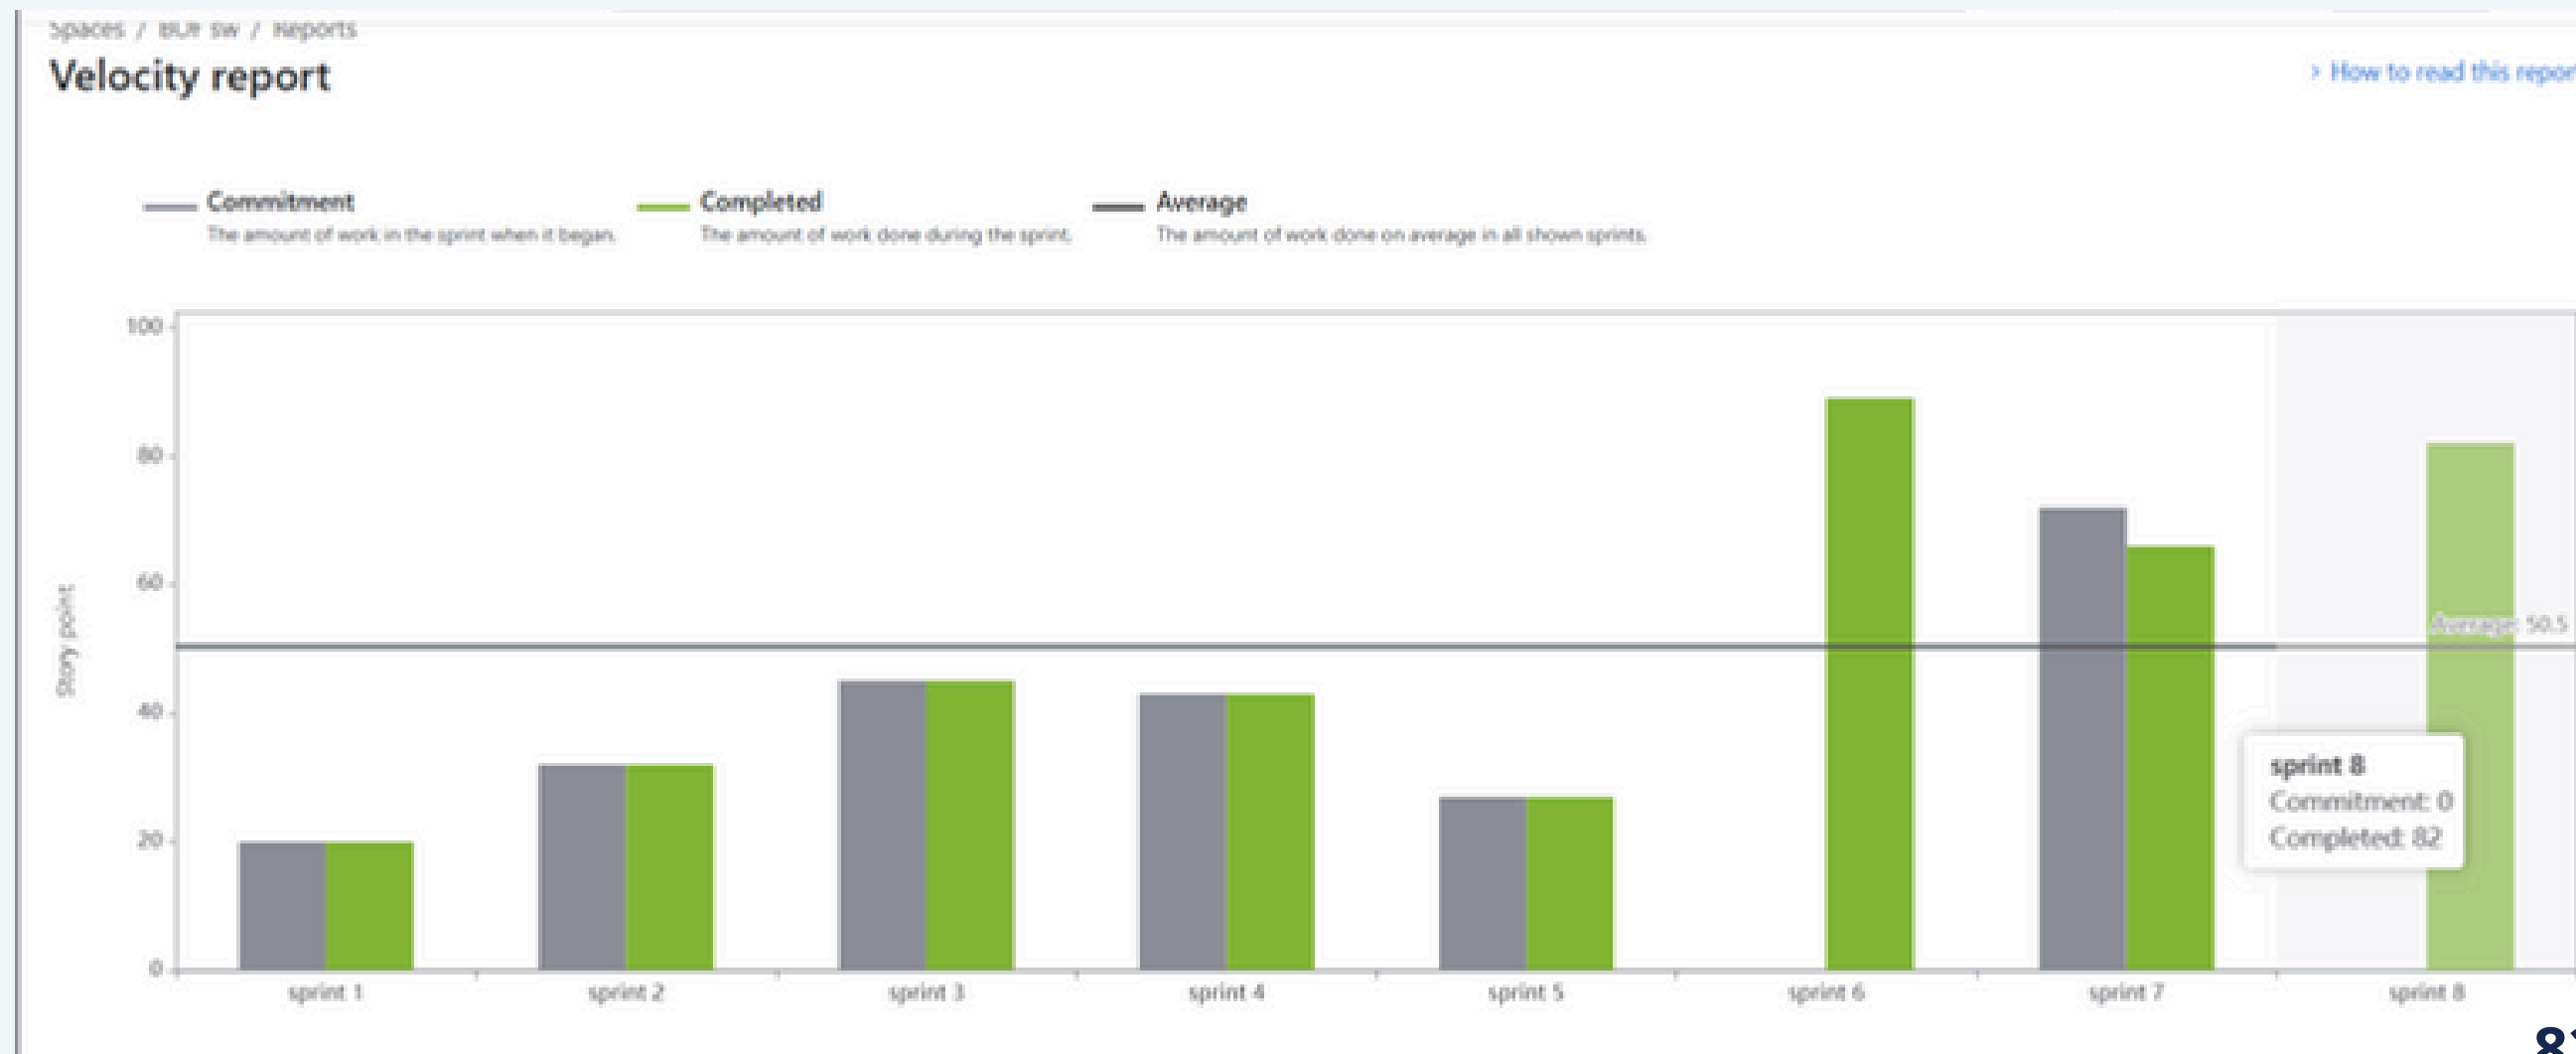 Spaces / BUP sw / Reports
Velocity report
How to read this repor
Commitment
The amount of work in the sprint when it began.
Completed
The amount of work done during the sprint.
Average
The amount of work done on average in all shown sprints.
Story point
100
80
60
40
20
0
Average: 50.5
sprint 8
Commitment: 0
Completed: 82
sprint 1
sprint 2
sprint 3
sprint 4
sprint 5
sprint 6
sprint 7
sprint 8